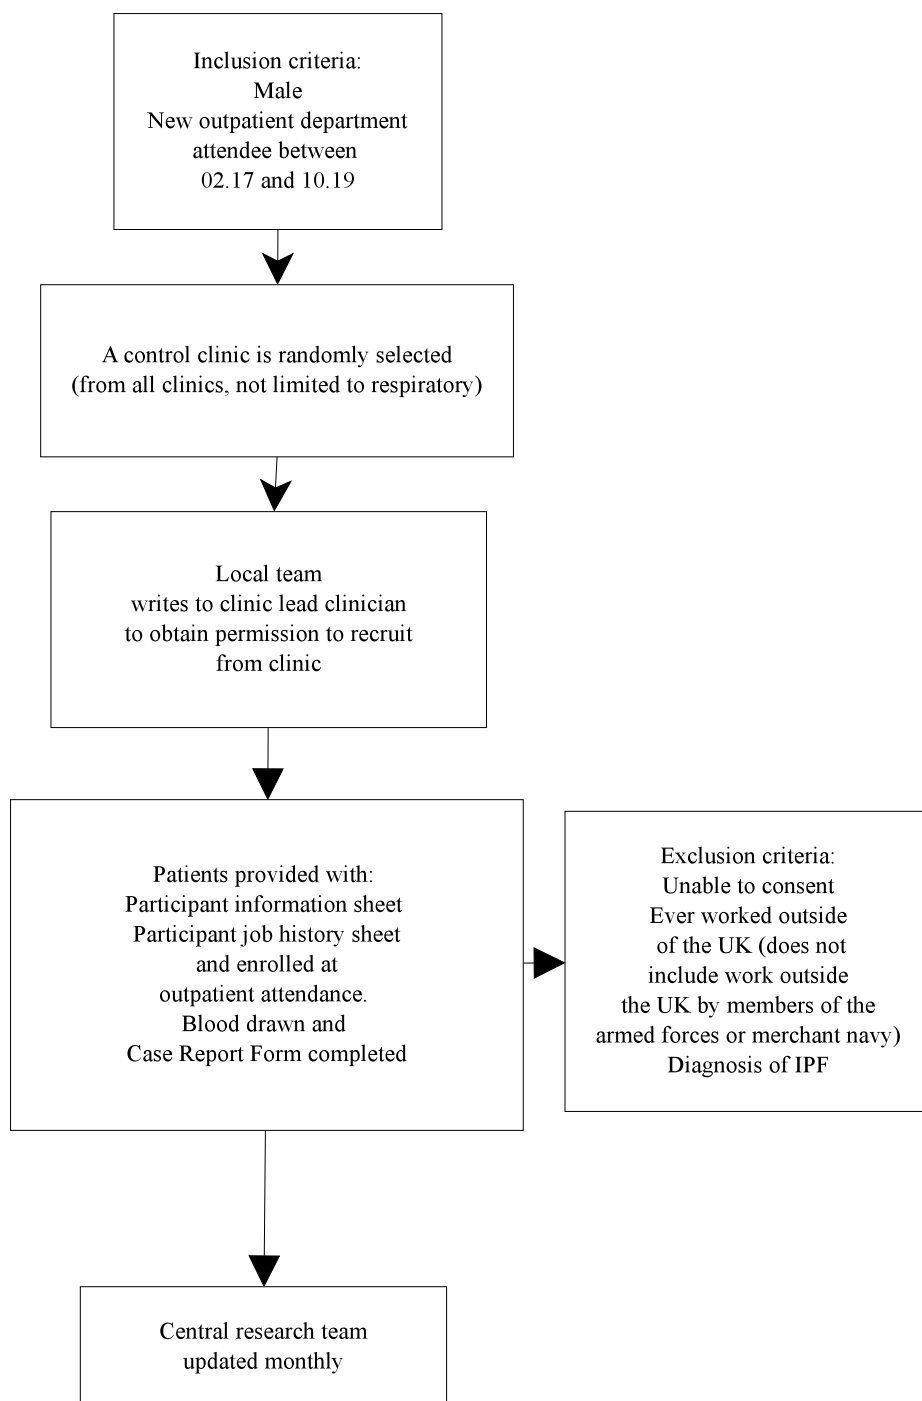 Inclusion criteria:
Male
New outpatient department
attendee between
02.17 and 10.19
A control clinic is randomly selected
(from all clinics, not limited to respiratory)
Local team
writes to clinic lead clinician
to obtain permission to recruit
from clinic
Patients provided with:
Participant information sheet
Participant job history sheet
and enrolled at
outpatient attendance.
Blood drawn and
Case Report Form completed
Exclusion criteria:
Unable to consent
Ever worked outside
of the UK (does not
include work outside
the UK by members of the
armed forces or merchant navy)
Diagnosis of IPF
Central research team
updated monthly